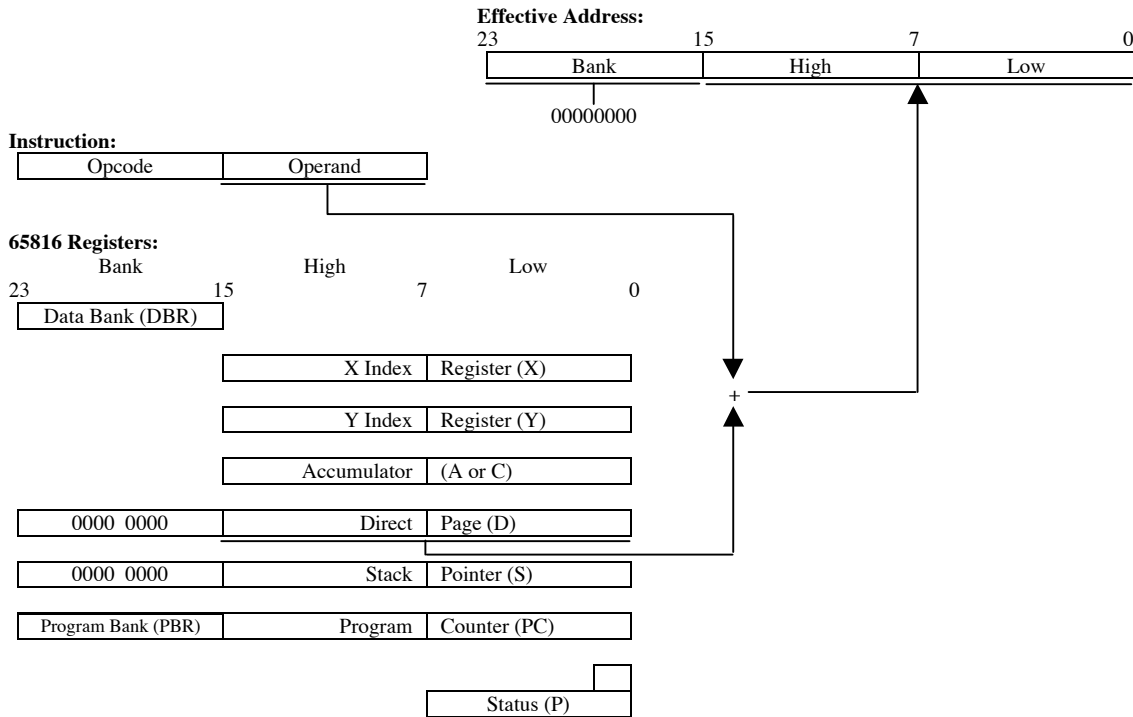 Effective Address:
23 15 7 0
Bank High Low
00000000
Instruction:
Opcode Operand
65816 Registers:
Bank High Low
23 15 7 0
Data Bank (DBR)
X Index Register (X)
+
Y Index Register (Y)
Accumulator (A or C)
0000 0000 Direct Page (D)
0000 0000 Stack Pointer (S)
Program Bank (PBR) Program Counter (PC)
Status (P)